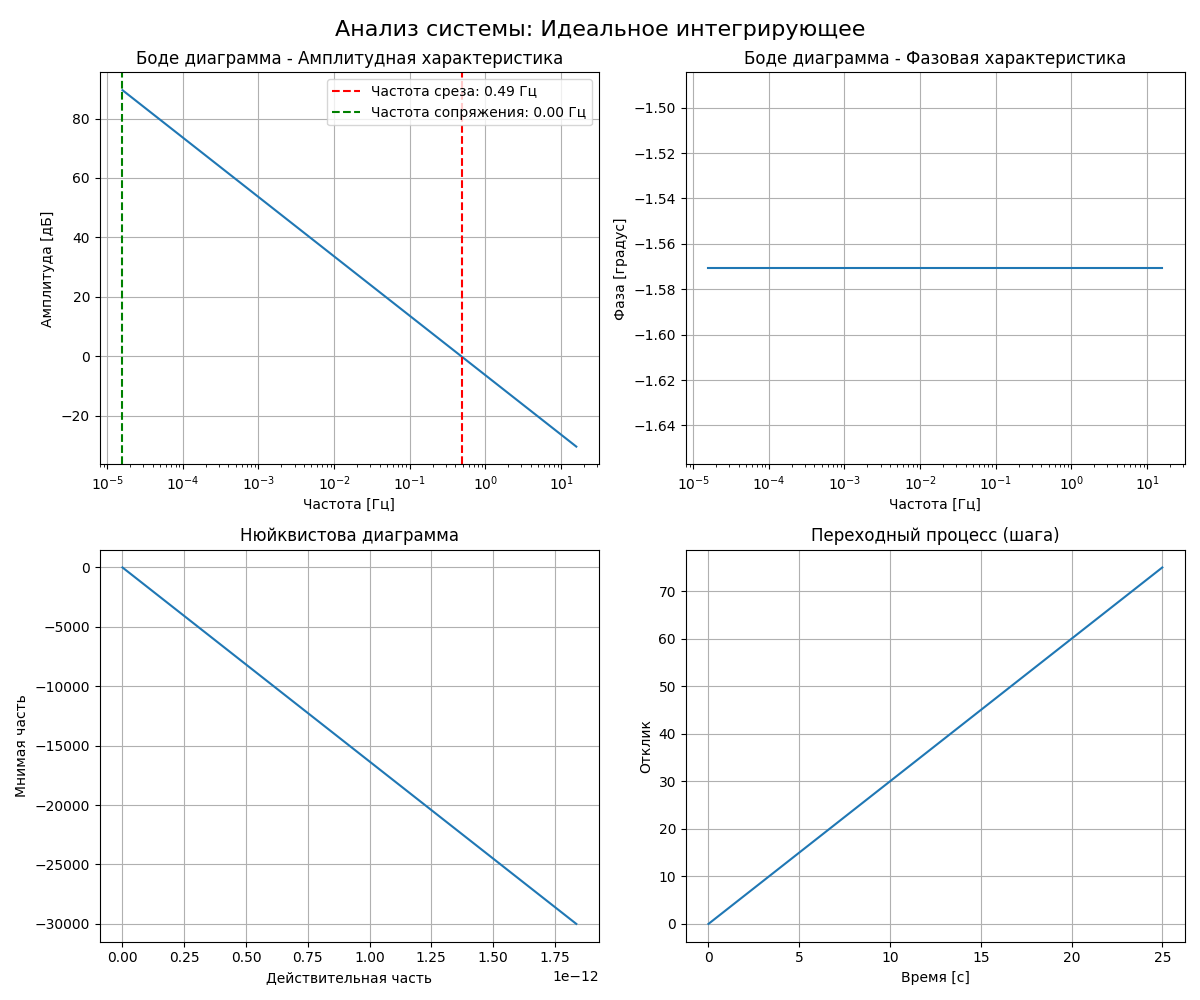 Анализ системы: Идеальное интегрирующее
Боде диаграмма - Амплитудная характеристика
Амплитуда [дБ]
80
60
40
20
0
−20
Частота среза: 0.49 Гц
Частота сопряжения: 0.00 Гц
10⁻⁵ 10⁻⁴ 10⁻³ 10⁻² 10⁻¹ 10⁰ 10¹
Частота [Гц]
Боде диаграмма - Фазовая характеристика
Фаза [градус]
−1.50
−1.52
−1.54
−1.56
−1.58
−1.60
−1.62
−1.64
10⁻⁵ 10⁻⁴ 10⁻³ 10⁻² 10⁻¹ 10⁰ 10¹
Частота [Гц]
Нюйквистова диаграмма
Мнимая часть
0
−5000
−10000
−15000
−20000
−25000
−30000
0.00 0.25 0.50 0.75 1.00 1.25 1.50 1.75
1e−12
Действительная часть
Переходный процесс (шага)
Отклик
70
60
50
40
30
20
10
0
0 5 10 15 20 25
Время [с]